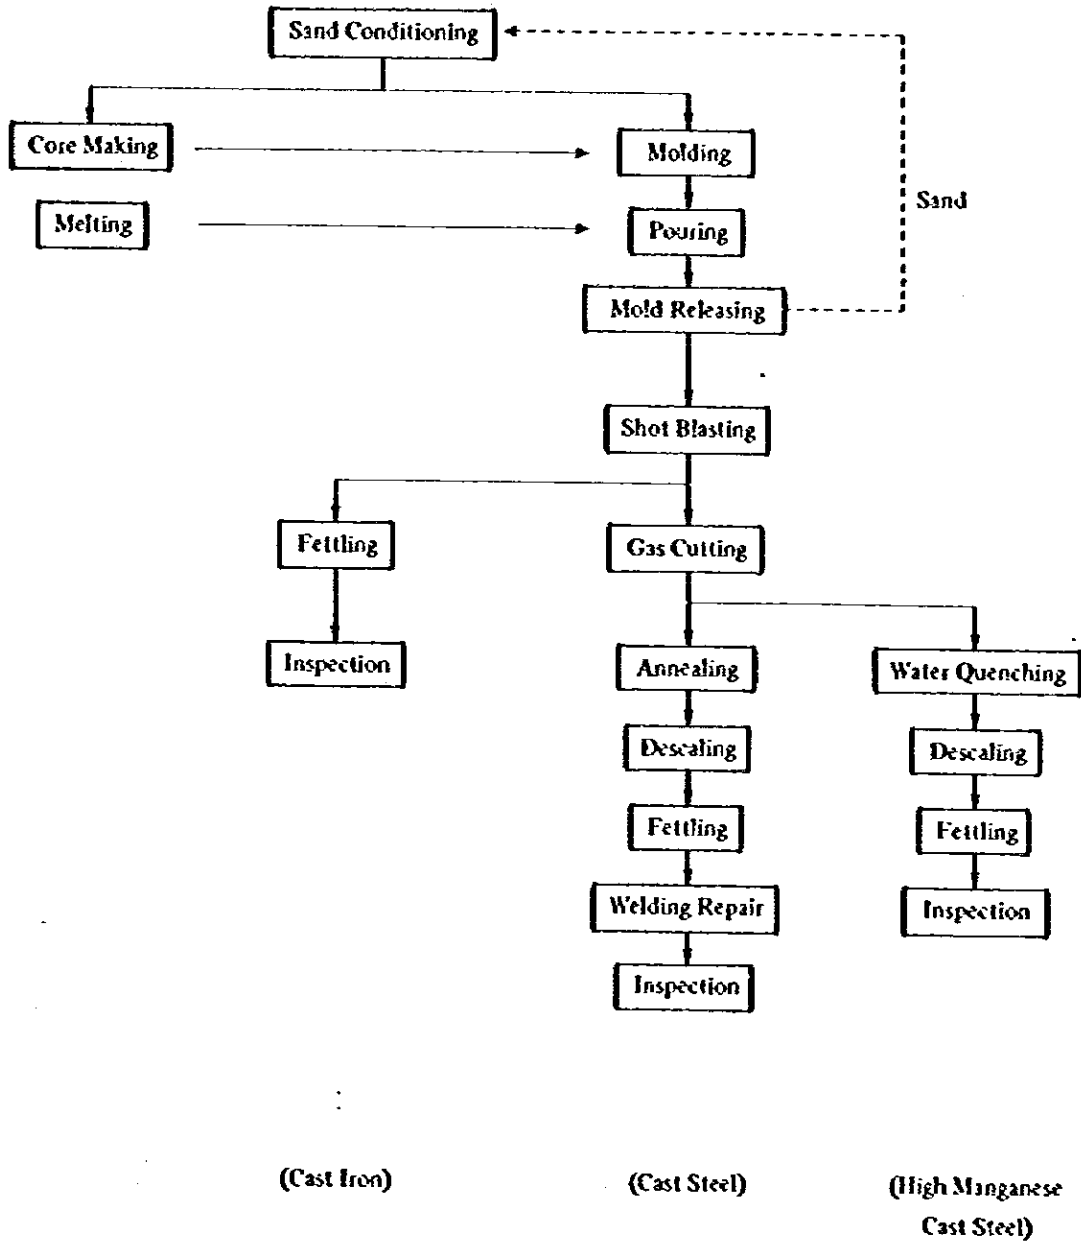 Sand Conditioning
Core Making
Molding
Sand
Melting
Pouring
Mold Releasing
Shot Blasting
Fettling
Gas Cutting
Inspection
Annealing
Water Quenching
Descaling
Descaling
Fettling
Fettling
Welding Repair
Inspection
Inspection
(Cast Iron)
(Cast Steel)
(High Manganese
Cast Steel)